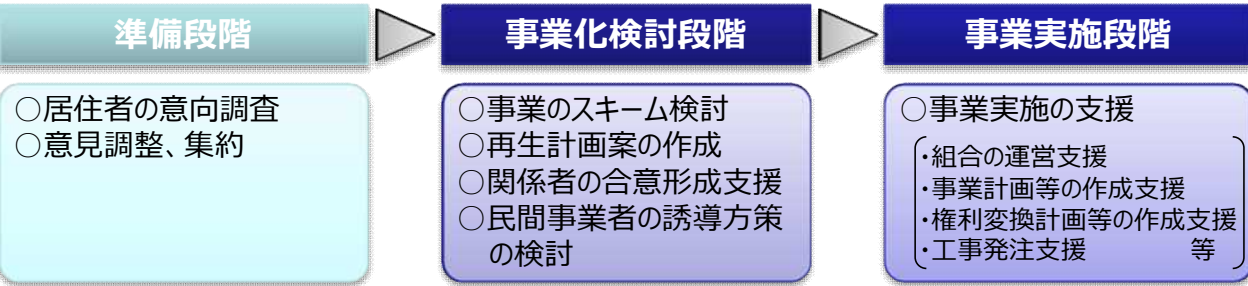 準備段階
○居住者の意向調査
○意見調整、集約
事業化検討段階
○事業のスキーム検討
○再生計画案の作成
○関係者の合意形成支援
○民間事業者の誘導方策
の検討
事業実施段階
○事業実施の支援
・組合の運営支援
・事業計画等の作成支援
・権利変換計画等の作成支援
・工事発注支援 等